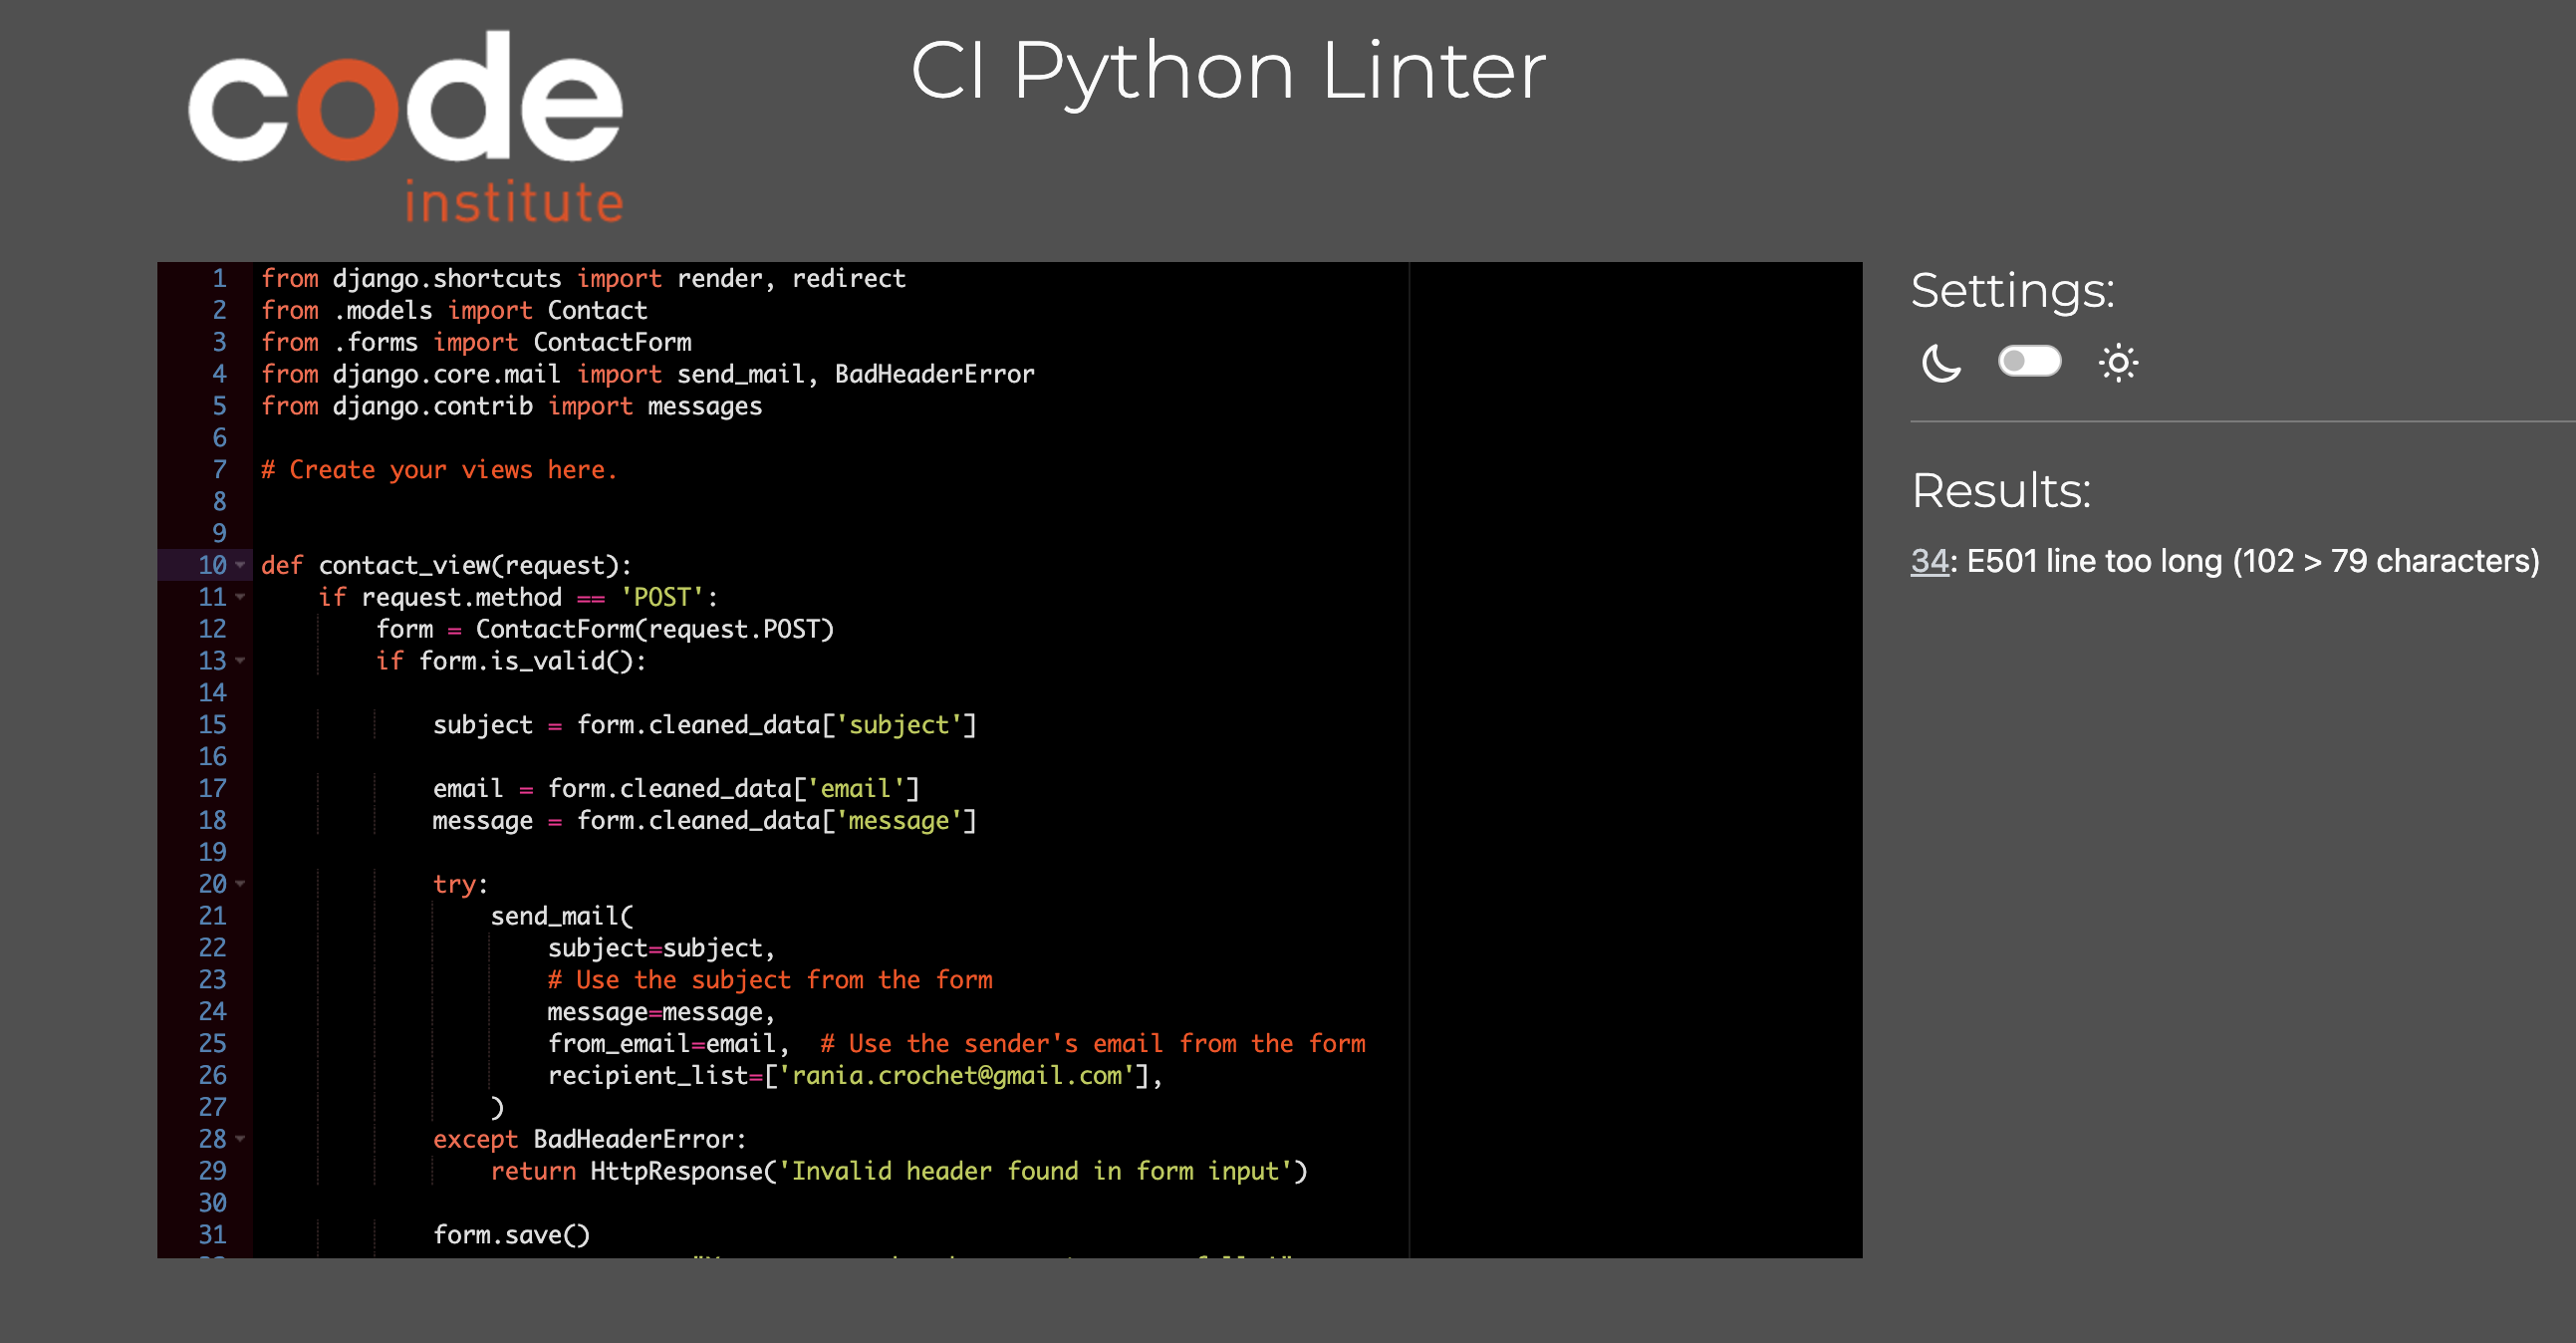 code
institute
CI Python Linter
1 from django.shortcuts import render, redirect
2 from .models import Contact
3 from .forms import ContactForm
4 from django.core.mail import send_mail, BadHeaderError
5 from django.contrib import messages
6
7 # Create your views here.
8
9
10 def contact_view(request):
11     if request.method == 'POST':
12         form = ContactForm(request.POST)
13         if form.is_valid():
14
15             subject = form.cleaned_data['subject']
16
17             email = form.cleaned_data['email']
18             message = form.cleaned_data['message']
19
20             try:
21                 send_mail(
22                     subject=subject,
23                     # Use the subject from the form
24                     message=message,
25                     from_email=email,  # Use the sender's email from the form
26                     recipient_list=['rania.crochet@gmail.com'],
27                 )
28             except BadHeaderError:
29                 return HttpResponse('Invalid header found in form input')
30
31             form.save()
Settings:
Results:
34: E501 line too long (102 > 79 characters)